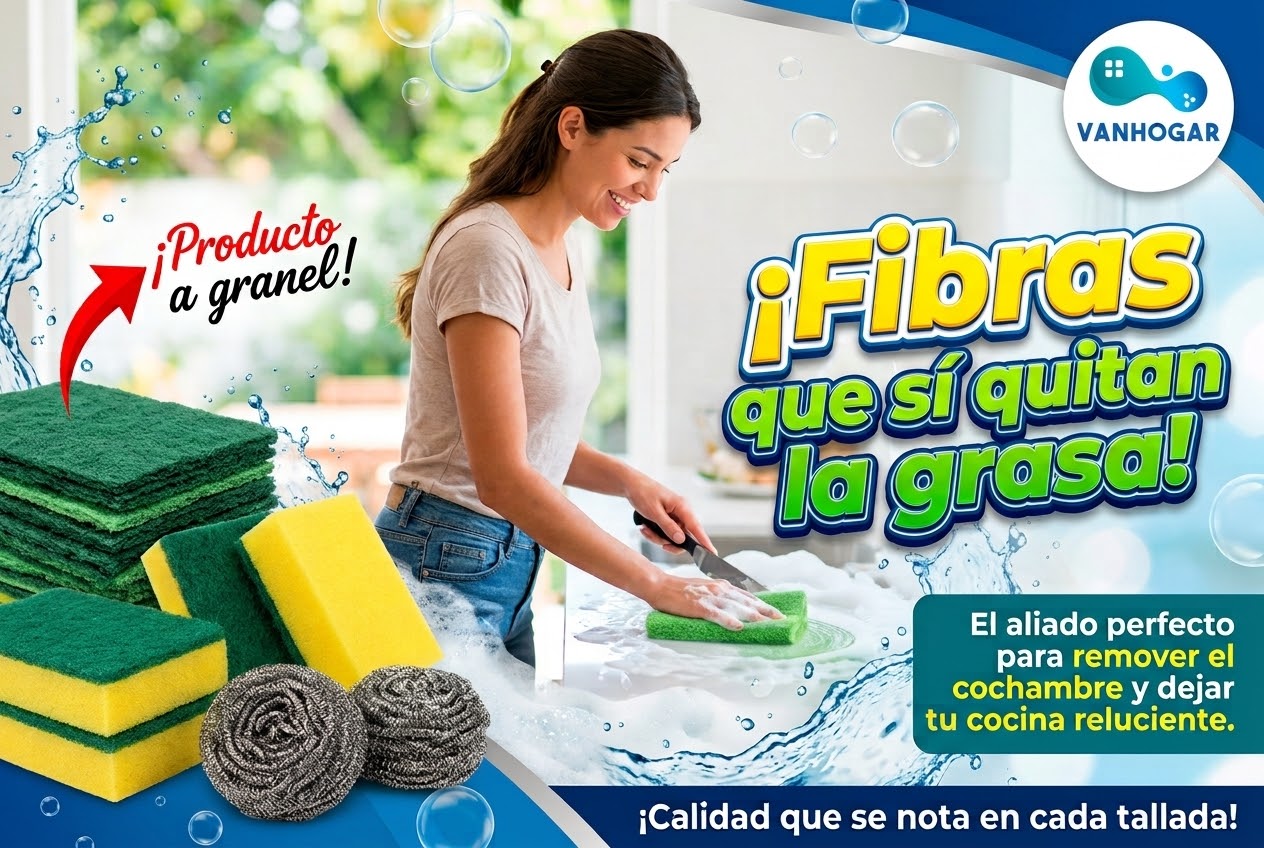 VANHOGAR
¡Producto
a granel!
¡Fibras
que sí quitan
la grasa!
El aliado perfecto
para remover el
cochambre y dejar
tu cocina reluciente.
¡Calidad que se nota en cada tallada!